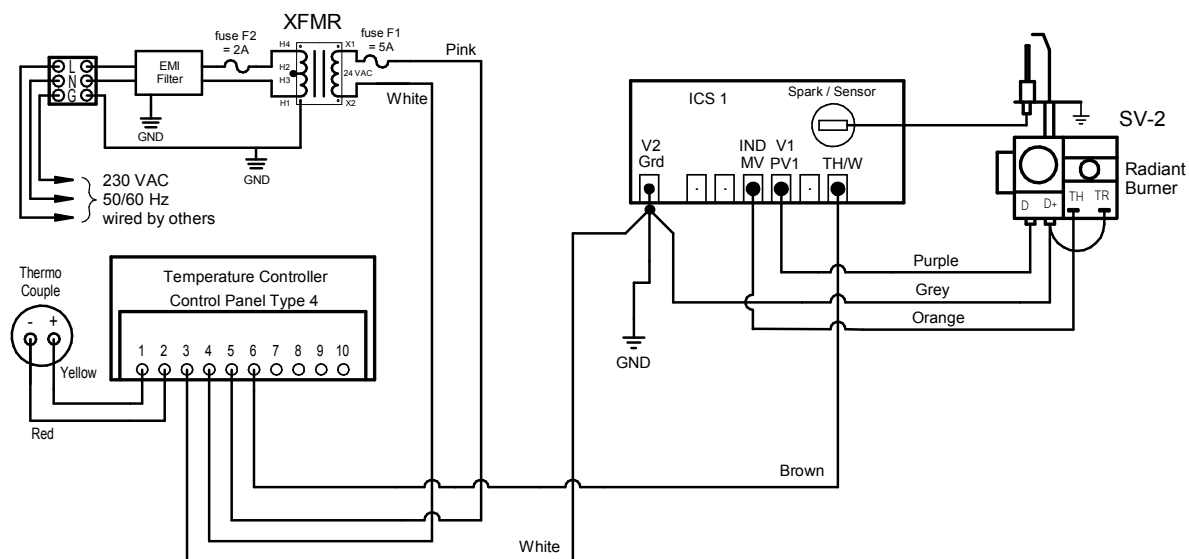 XFMR
fuse F2
= 2A
fuse F1
= 5A
H4
H2
H3
H1
X1
24 VAC
X2
Pink
White
L
N
G
EMI
Filter
GND
GND
230 VAC
50/60 Hz
wired by others
ICS 1
Spark / Sensor
V2
Grd
IND
MV
V1
PV1
TH/W
SV-2
Radiant
Burner
D
D+
TH
TR
Purple
Grey
Orange
GND
Thermo
Couple
- +
Yellow
Red
Temperature Controller
Control Panel Type 4
1 2 3 4 5 6 7 8 9 10
Brown
White